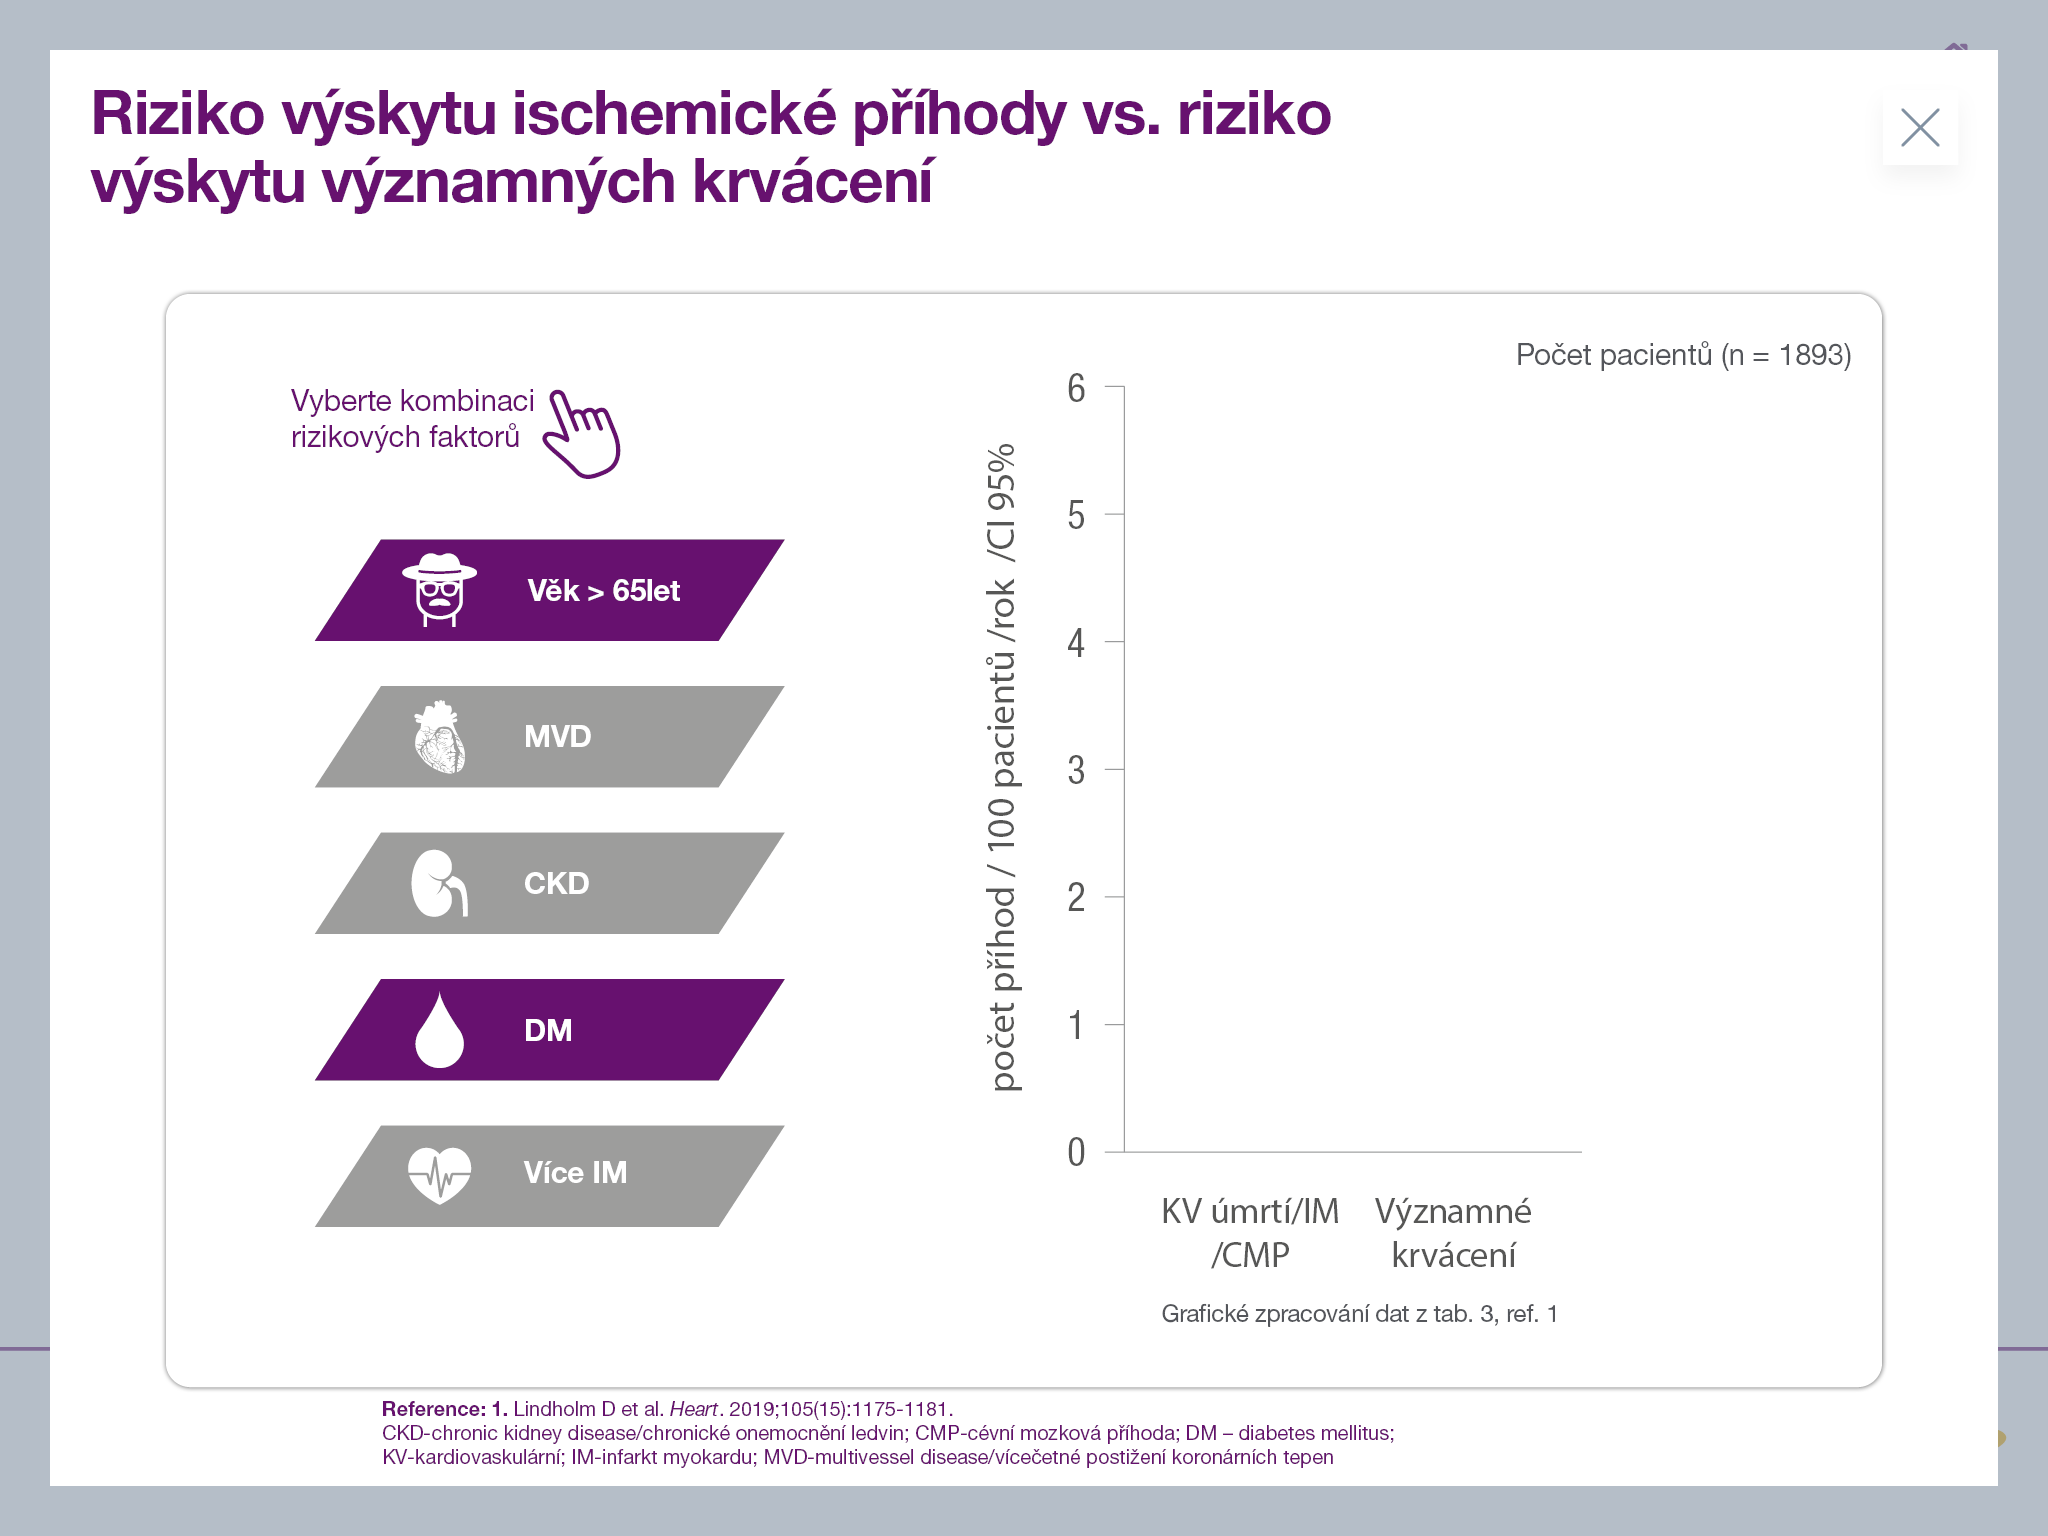 Riziko výskytu ischemické příhody vs. riziko
výskytu významných krvácení
Vyberte kombinaci
rizikových faktorů
Věk > 65let
MVD
CKD
DM
Více IM
Počet pacientů (n = 1893)
počet příhod / 100 pacientů /rok /CI 95%
6
5
4
3
2
1
0
KV úmrtí/IM
/CMP
Významné
krvácení
Grafické zpracování dat z tab. 3, ref. 1
Reference: 1. Lindholm D et al. Heart. 2019;105(15):1175-1181.
CKD-chronic kidney disease/chronické onemocnění ledvin; CMP-cévní mozková příhoda; DM – diabetes mellitus;
KV-kardiovaskulární; IM-infarkt myokardu; MVD-multivessel disease/vícečetné postižení koronárních tepen